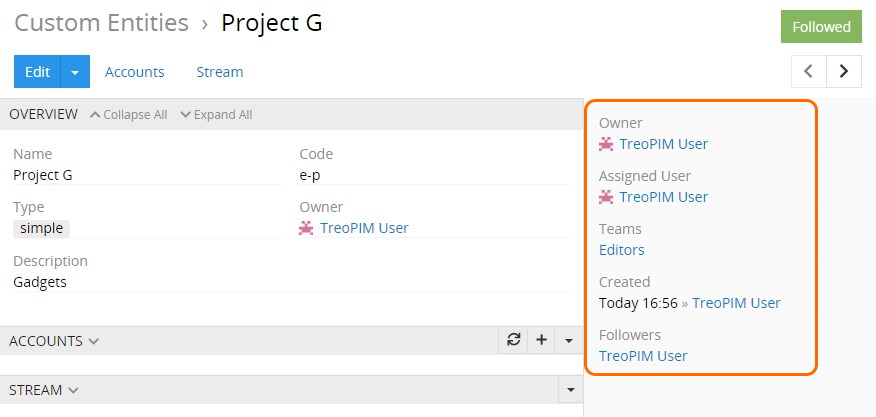 Custom Entities › Project G
Followed
Edit Accounts Stream
OVERVIEW Collapse All Expand All
Name Code
Project G e-p
Type Owner
simple TreoPIM User
Description
Gadgets
ACCOUNTS
STREAM
Owner
TreoPIM User
Assigned User
TreoPIM User
Teams
Editors
Created
Today 16:56 » TreoPIM User
Followers
TreoPIM User